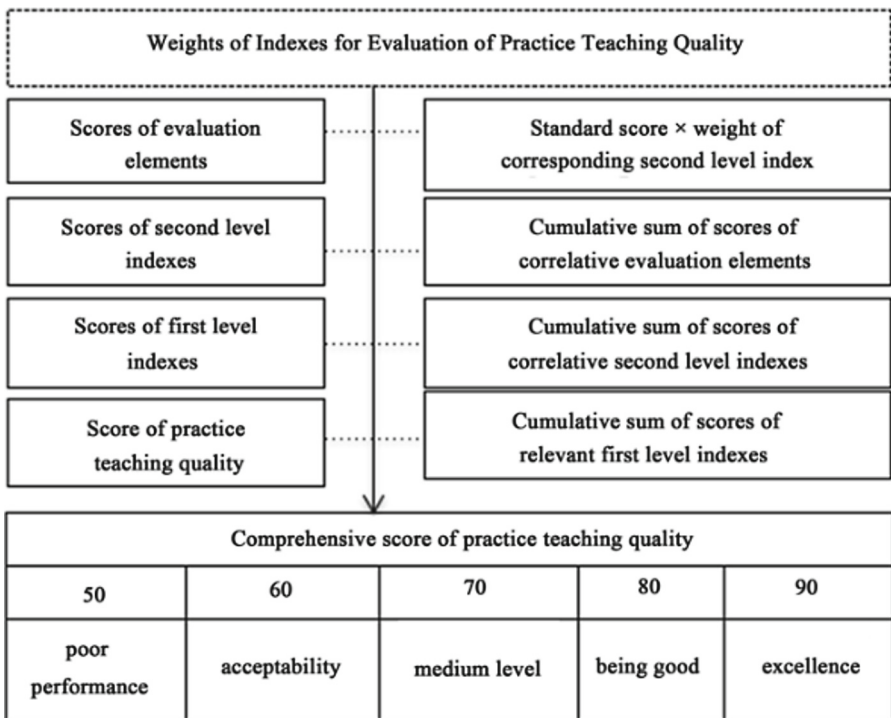 Weights of Indexes for Evaluation of Practice Teaching Quality
Scores of evaluation
elements
Standard score × weight of
corresponding second level index
Scores of second level
indexes
Cumulative sum of scores of
correlative evaluation elements
Scores of first level
indexes
Cumulative sum of scores of
correlative second level indexes
Score of practice
teaching quality
Cumulative sum of scores of
relevant first level indexes
Comprehensive score of practice teaching quality
50 60 70 80 90
poor
performance
acceptability
medium level
being good
excellence